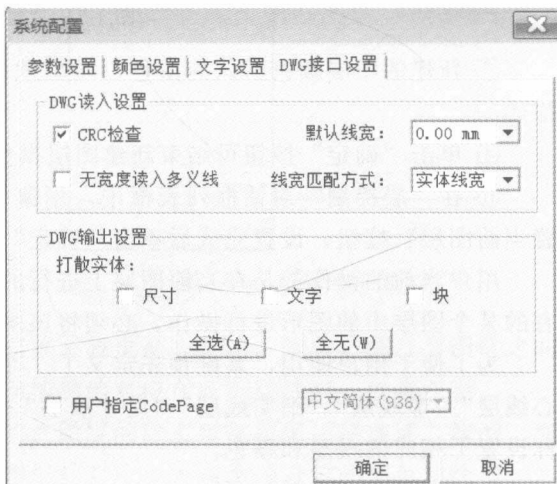 系统配置
参数设置 颜色设置 文字设置 DWG接口设置
DWG读入设置
CRC检查 默认线宽： 0.00 mm
无宽度读入多义线 线宽匹配方式： 实体线宽
DWG输出设置
打散实体：
尺寸 文字 块
全选(A) 全无(W)
用户指定CodePage 中文简体(936)
确定 取消